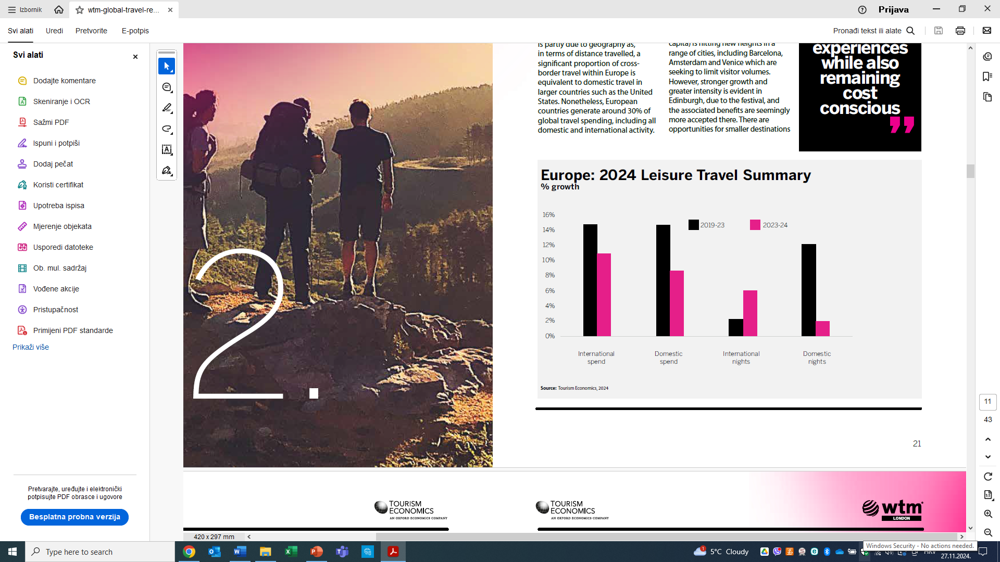 Izbornik
wtm-global-travel-re...
Prijava
Svi alati
Uredi
Pretvorite
E-potpis
Pronađi tekst ili alate
Svi alati
Dodajte komentare
Skeniranje i OCR
Sažmi PDF
Ispuni i potpiši
Dodaj pečat
Koristi certifikat
Upotreba ispisa
Mjerenje objekata
Usporedi datoteke
Ob. mul. sadržaj
Vođene akcije
Pristupačnost
Primijeni PDF standarde
Prikaži više
Pretvarajte, uređujte i elektronički
potpisujte PDF obrasce i ugovore
Besplatna probna verzija
2.
is partly due to geography as,
in terms of distance travelled, a
significant proportion of cross-
border travel within Europe is
equivalent to domestic travel in
larger countries such as the United
States. Nonetheless, European
countries generate around 30% of
global travel spending, including all
domestic and international activity.
capita) is hitting new heights in a
range of cities, including Barcelona,
Amsterdam and Venice which are
seeking to limit visitor volumes.
However, stronger growth and
greater intensity is evident in
Edinburgh, due to the festival, and
the associated benefits are seemingly
more accepted there. There are
opportunities for smaller destinations
experiences
while also
remaining
cost
conscious
”
Europe: 2024 Leisure Travel Summary
% growth
16%
14%
12%
10%
8%
6%
4%
2%
0%
2019-23
2023-24
International
spend
Domestic
spend
International
nights
Domestic
nights
Source: Tourism Economics, 2024
21
TOURISM
ECONOMICS
AN OXFORD ECONOMICS COMPANY
TOURISM
ECONOMICS
AN OXFORD ECONOMICS COMPANY
wtm
LONDON
11
43
1:1
420 x 297 mm
Type here to search
1
5°C Cloudy
Windows Security - No actions needed.
HRV
27.11.2024.